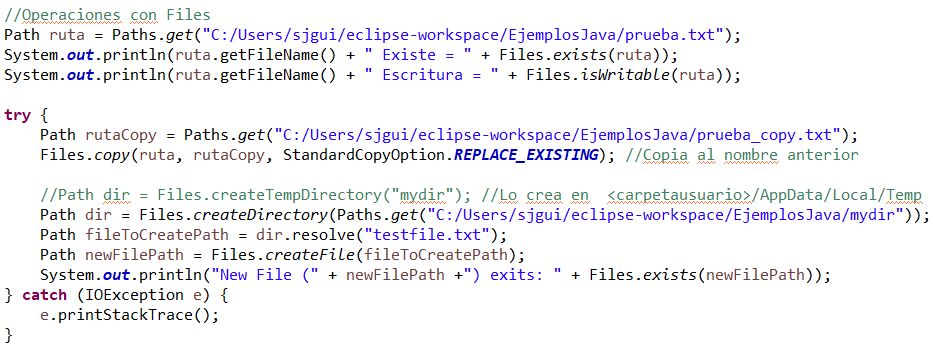 //Operaciones con Files
Path ruta = Paths.get("C:/Users/sjgui/eclipse-workspace/EjemplosJava/prueba.txt");
System.out.println(ruta.getFileName() + " Existe = " + Files.exists(ruta));
System.out.println(ruta.getFileName() + " Escritura = " + Files.isWritable(ruta));

try {
    Path rutaCopy = Paths.get("C:/Users/sjgui/eclipse-workspace/EjemplosJava/prueba_copy.txt");
    Files.copy(ruta, rutaCopy, StandardCopyOption.REPLACE_EXISTING); //Copia al nombre anterior

    //Path dir = Files.createTempDirectory("mydir"); //Lo crea en  <carpetausuario>/AppData/Local/Temp
    Path dir = Files.createDirectory(Paths.get("C:/Users/sjgui/eclipse-workspace/EjemplosJava/mydir"));
    Path fileToCreatePath = dir.resolve("testfile.txt");
    Path newFilePath = Files.createFile(fileToCreatePath);
    System.out.println("New File (" + newFilePath +") exits: " + Files.exists(newFilePath));
} catch (IOException e) {
    e.printStackTrace();
}